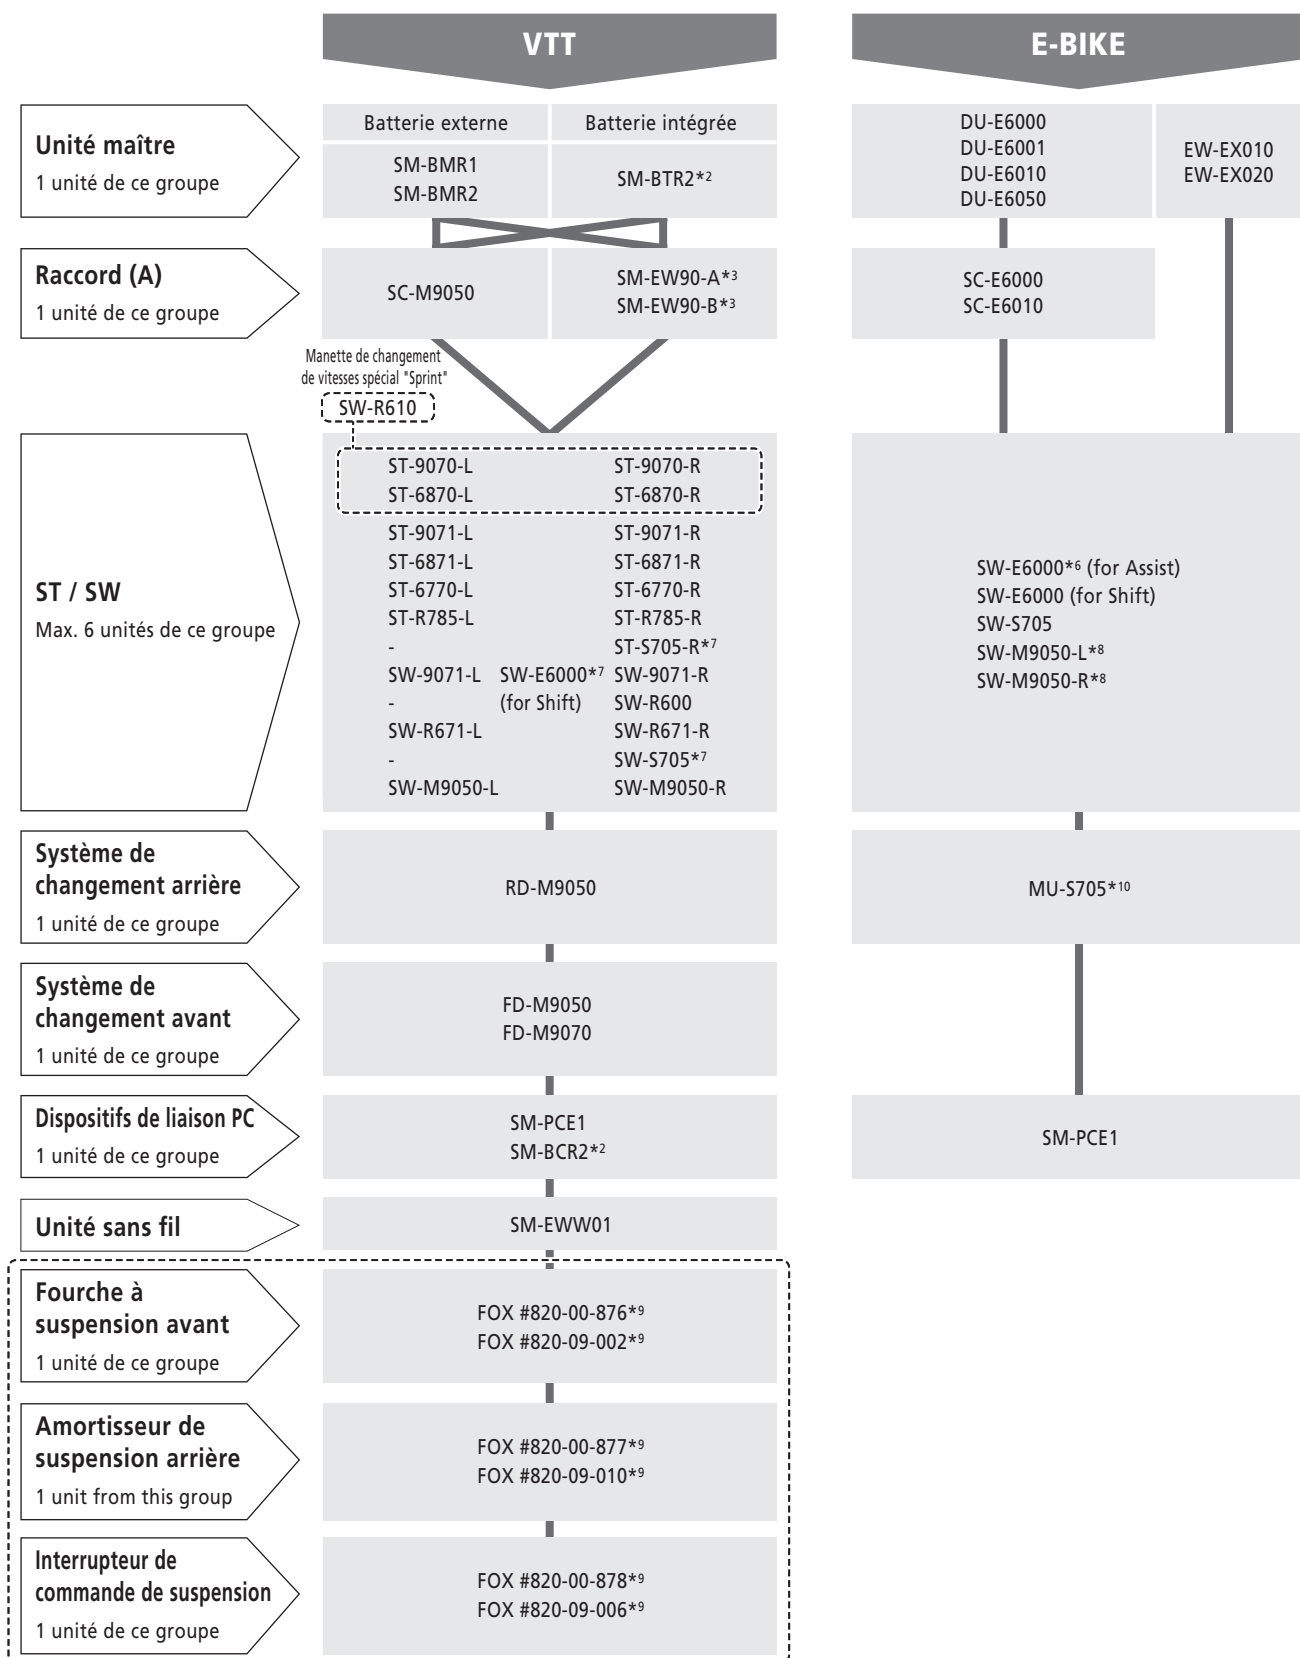 VTT
E-BIKE
Unité maître
1 unité de ce groupe
Batterie externe
Batterie intégrée
SM-BMR1
SM-BMR2
SM-BTR2*2
DU-E6000
DU-E6001
DU-E6010
DU-E6050
EW-EX010
EW-EX020
Raccord (A)
1 unité de ce groupe
SC-M9050
SM-EW90-A*3
SM-EW90-B*3
SC-E6000
SC-E6010
Manette de changement
de vitesses spécial "Sprint"
SW-R610
ST / SW
Max. 6 unités de ce groupe
ST-9070-L ST-9070-R
ST-6870-L ST-6870-R
ST-9071-L ST-9071-R
ST-6871-L ST-6871-R
ST-6770-L ST-6770-R
ST-R785-L ST-R785-R
- ST-S705-R*7
SW-9071-L SW-E6000*7 SW-9071-R
- (for Shift) SW-R600
SW-R671-L SW-R671-R
- SW-S705*7
SW-M9050-L SW-M9050-R
SW-E6000*6 (for Assist)
SW-E6000 (for Shift)
SW-S705
SW-M9050-L*8
SW-M9050-R*8
Système de
changement arrière
1 unité de ce groupe
RD-M9050
MU-S705*10
Système de
changement avant
1 unité de ce groupe
FD-M9050
FD-M9070
Dispositifs de liaison PC
1 unité de ce groupe
SM-PCE1
SM-BCR2*2
SM-PCE1
Unité sans fil
SM-EWW01
Fourche à
suspension avant
1 unité de ce groupe
FOX #820-00-876*9
FOX #820-09-002*9
Amortisseur de
suspension arrière
1 unit from this group
FOX #820-00-877*9
FOX #820-09-010*9
Interrupteur de
commande de suspension
1 unité de ce groupe
FOX #820-00-878*9
FOX #820-09-006*9